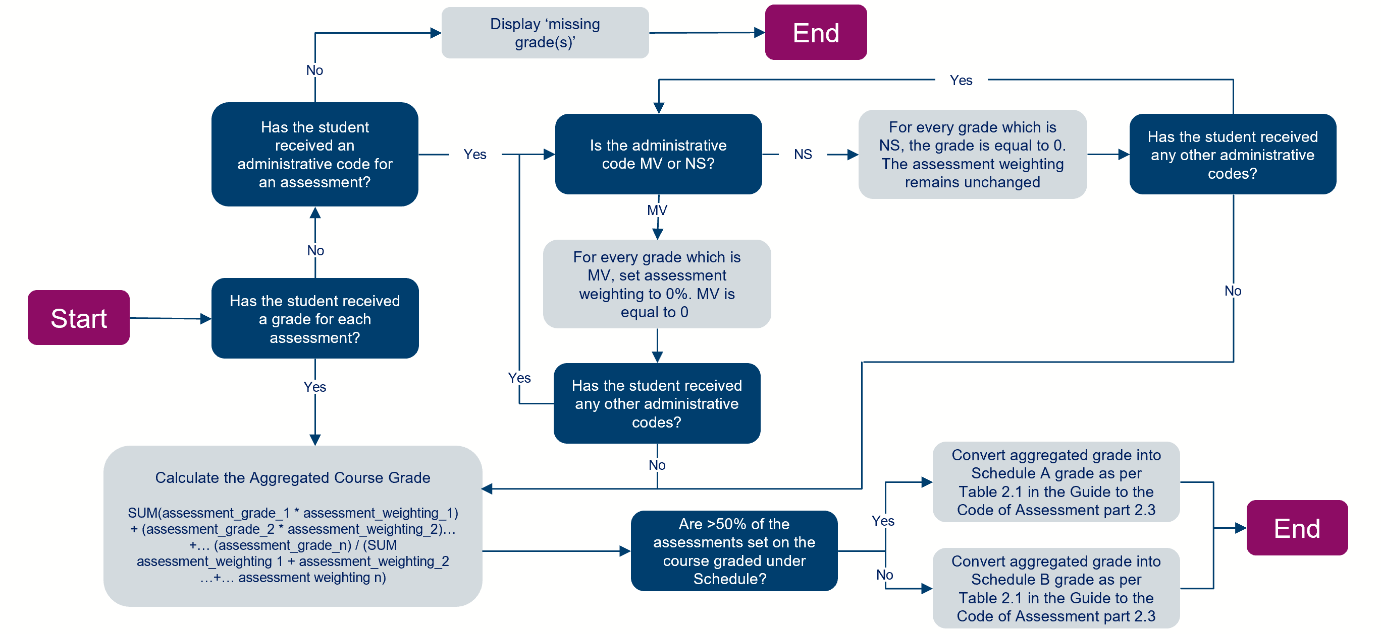 Display ‘missing
grade(s)’
End
No
Yes
Has the student
received an
administrative code for
an assessment?
Yes
Is the administrative
code MV or NS?
NS
For every grade which is
NS, the grade is equal to 0.
The assessment weighting
remains unchanged
Has the student received
any other administrative
codes?
MV
No
For every grade which is
MV, set assessment
weighting to 0%. MV is
equal to 0
Start
Has the student received
a grade for each
assessment?
No
Yes
Yes
Has the student received
any other administrative
codes?
No
Calculate the Aggregated Course Grade
SUM(assessment_grade_1 * assessment_weighting_1)
+ (assessment_grade_2 * assessment_weighting_2)…
+… (assessment_grade_n) / (SUM
assessment_weighting 1 + assessment_weighting_2
…+… assessment weighting n)
Are >50% of the
assessments set on the
course graded under
Schedule?
Yes
No
Convert aggregated grade into
Schedule A grade as per
Table 2.1 in the Guide to the
Code of Assessment part 2.3
Convert aggregated grade into
Schedule B grade as per
Table 2.1 in the Guide to the
Code of Assessment part 2.3
End